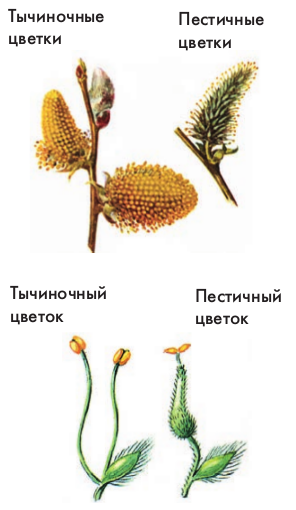 Тычиночные
цветки
Пестичные
цветки
Тычиночный
цветок
Пестичный
цветок